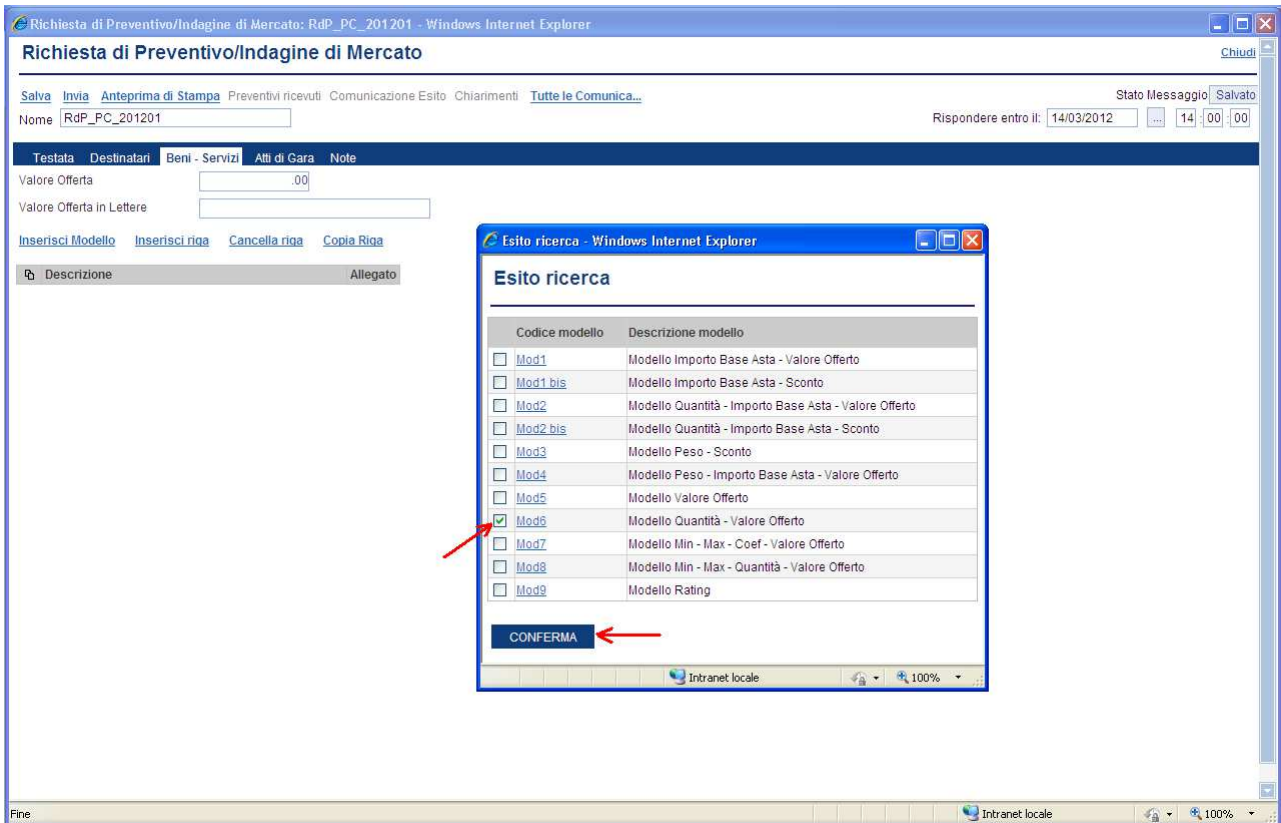 Richiesta di Preventivo/Indagine di Mercato: RdP_PC_201201 - Windows Internet Explorer
Richiesta di Preventivo/Indagine di Mercato
Chiudi
Salva Invia Anteprima di Stampa Preventivi ricevuti Comunicazione Esito Chiarimenti Tutte le Comunica...
Stato Messaggio Salvato
Nome RdP_PC_201201
Rispondere entro il: 14/03/2012 ... 14 : 00 : 00
Testata Destinatari Beni - Servizi Atti di Gara Note
Valore Offerta .00
Valore Offerta in Lettere
Inserisci Modello Inserisci riga Cancella riga Copia Riga
Descrizione Allegato
Esito ricerca - Windows Internet Explorer
Esito ricerca
Codice modello Descrizione modello
Mod1 Modello Importo Base Asta - Valore Offerto
Mod1 bis Modello Importo Base Asta - Sconto
Mod2 Modello Quantità - Importo Base Asta - Valore Offerto
Mod2 bis Modello Quantità - Importo Base Asta - Sconto
Mod3 Modello Peso - Sconto
Mod4 Modello Peso - Importo Base Asta - Valore Offerto
Mod5 Modello Valore Offerto
Mod6 Modello Quantità - Valore Offerto
Mod7 Modello Min - Max - Coef - Valore Offerto
Mod8 Modello Min - Max - Quantità - Valore Offerto
Mod9 Modello Rating
CONFERMA
Intranet locale 100%
Fine Intranet locale 100%